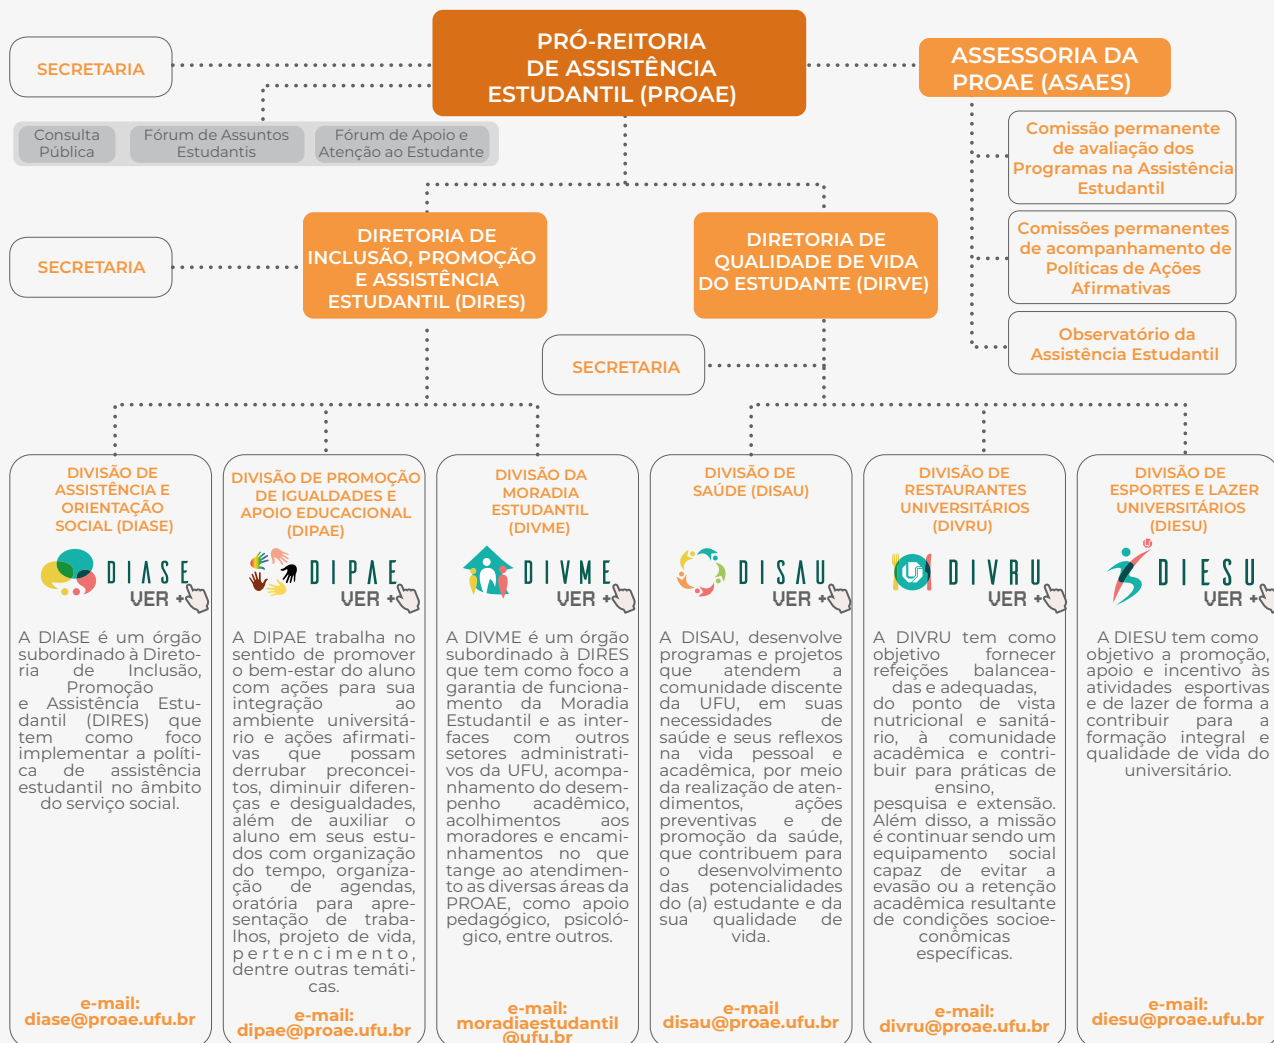 PRÓ-REITORIA
DE ASSISTÊNCIA
ESTUDANTIL (PROAE)
SECRETARIA
ASSESSORIA DA
PROAE (ASAES)
Consulta
Pública
Fórum de Assuntos
Estudantis
Fórum de Apoio e
Atenção ao Estudante
Comissão permanente
de avaliação dos
Programas na Assistência
Estudantil
Comissões permanentes
de acompanhamento de
Políticas de Ações
Afirmativas
Observatório da
Assistência Estudantil
SECRETARIA
DIRETORIA DE
INCLUSÃO, PROMOÇÃO
E ASSISTÊNCIA
ESTUDANTIL (DIRES)
DIRETORIA DE
QUALIDADE DE VIDA
DO ESTUDANTE (DIRVE)
SECRETARIA
DIVISÃO DE
ASSISTÊNCIA E
ORIENTAÇÃO
SOCIAL (DIASE)
DIASE
VER +
A DIASE é um órgão
subordinado à Direto-
ria de Inclusão,
Promoção
e Assistência Estu-
dantil (DIRES) que
tem como foco
implementar a políti-
ca de assistência
estudantil no âmbito
do serviço social.
e-mail:
diase@proae.ufu.br
DIVISÃO DE PROMOÇÃO
DE IGUALDADES E
APOIO EDUCACIONAL
(DIPAE)
DIPAE
VER +
A DIPAE trabalha no
sentido de promover
o bem-estar do aluno
com ações para sua
integração ao
ambiente universitá-
rio e ações afirmati-
vas que possam
derrubar preconcei-
tos, diminuir diferen-
ças e desigualdades,
além de auxiliar o
aluno em seus estu-
dos com organização
do tempo, organiza-
ção de agendas,
oratória para apre-
sentação de traba-
lhos, projeto de vida,
pertencimento,
dentre outras temáti-
cas.
e-mail:
dipae@proae.ufu.br
DIVISÃO DA
MORADIA
ESTUDANTIL
(DIVME)
DIVME
VER +
A DIVME é um órgão
subordinado à DIRES
que tem como foco a
garantia de funciona-
mento da Moradia
Estudantil e as inter-
faces com outros
setores administrati-
vos da UFU, acompa-
nhamento do desem-
penho acadêmico,
acolhimentos aos
moradores e encami-
nhamentos no que
tange ao atendimen-
to as diversas áreas da
PROAE, como apoio
pedagógico, psicoló-
gico, entre outros.
e-mail:
moradiaestudantil
@ufu.br
DIVISÃO DE
SAÚDE (DISAU)
DISAU
VER +
A DISAU, desenvolve
programas e projetos
que atendem a
comunidade discente
da UFU, em suas
necessidades de
saúde e seus reflexos
na vida pessoal e
acadêmica, por meio
da realização de aten-
dimentos, ações
preventivas e de
promoção da saúde,
que contribuem para
o desenvolvimento
das potencialidades
do (a) estudante e da
sua qualidade de
vida.
e-mail
disau@proae.ufu.br
DIVISÃO DE
RESTAURANTES
UNIVERSITÁRIOS
(DIVRU)
DIVRU
VER +
A DIVRU tem como
objetivo fornecer
refeições balancea-
das e adequadas,
do ponto de vista
nutricional e sanitá-
rio, à comunidade
acadêmica e contri-
buir para práticas de
ensino,
pesquisa e extensão.
Além disso, a missão
é continuar sendo um
equipamento social
capaz de evitar a
evasão ou a retenção
acadêmica resultante
de condições socioe-
conômicas
específicas.
e-mail:
divru@proae.ufu.br
DIVISÃO DE
ESPORTES E LAZER
UNIVERSITÁRIOS
(DIESU)
DIESU
VER +
A DIESU tem como
objetivo a promoção,
apoio e incentivo às
atividades esportivas
e de lazer de forma a
contribuir para a
formação integral e
qualidade de vida do
universitário.
e-mail:
diesu@proae.ufu.br